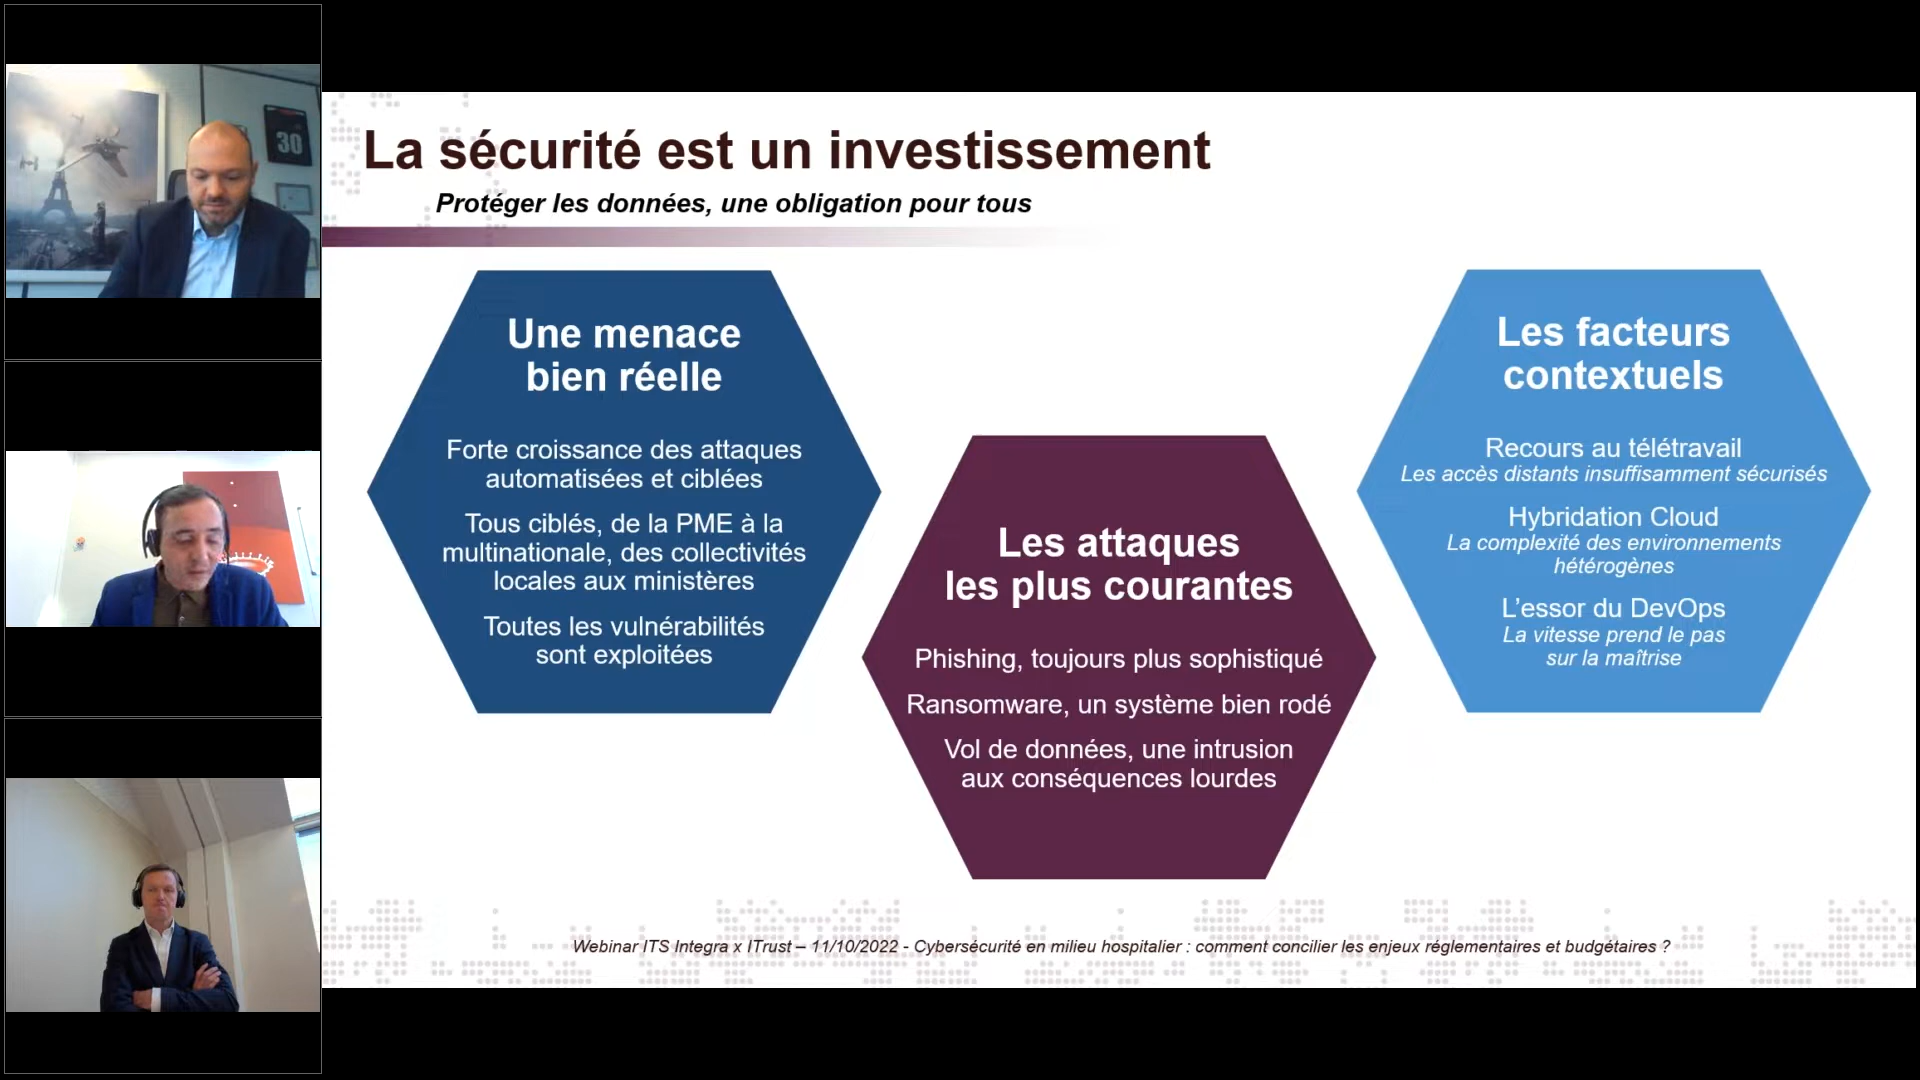 30
La sécurité est un investissement
Protéger les données, une obligation pour tous
Une menace
bien réelle
Forte croissance des attaques
automatisées et ciblées
Tous ciblés, de la PME à la
multinationale, des collectivités
locales aux ministères
Toutes les vulnérabilités
sont exploitées
Les attaques
les plus courantes
Phishing, toujours plus sophistiqué
Ransomware, un système bien rodé
Vol de données, une intrusion
aux conséquences lourdes
Les facteurs
contextuels
Recours au télétravail
Les accès distants insuffisamment sécurisés
Hybridation Cloud
La complexité des environnements
hétérogènes
L’essor du DevOps
La vitesse prend le pas
sur la maîtrise
Webinar ITS Integra x ITrust – 11/10/2022 - Cybersécurité en milieu hospitalier : comment concilier les enjeux réglementaires et budgétaires ?